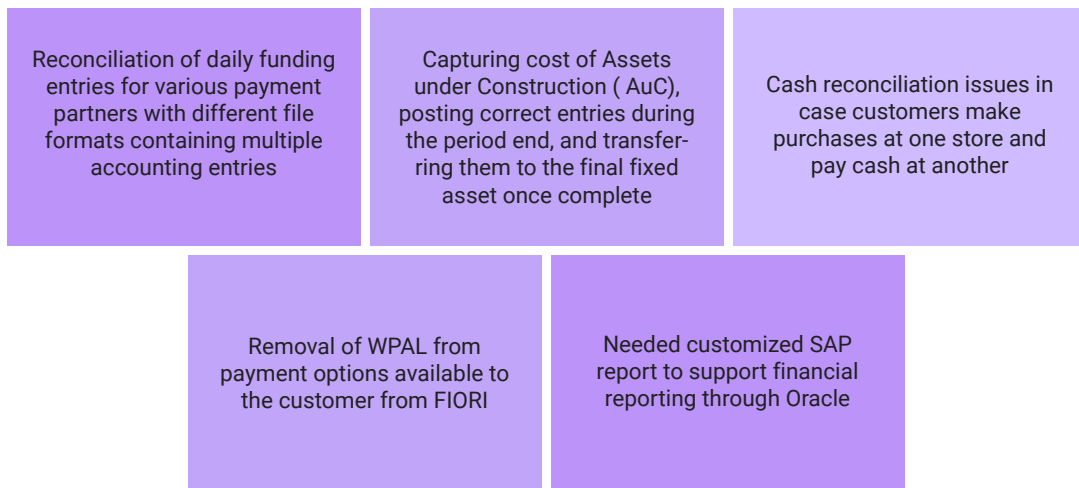 Reconciliation of daily funding
entries for various payment
partners with different file
formats containing multiple
accounting entries
Capturing cost of Assets
under Construction ( AuC),
posting correct entries during
the period end, and transfer-
ring them to the final fixed
asset once complete
Cash reconciliation issues in
case customers make
purchases at one store and
pay cash at another
Removal of WPAL from
payment options available to
the customer from FIORI
Needed customized SAP
report to support financial
reporting through Oracle